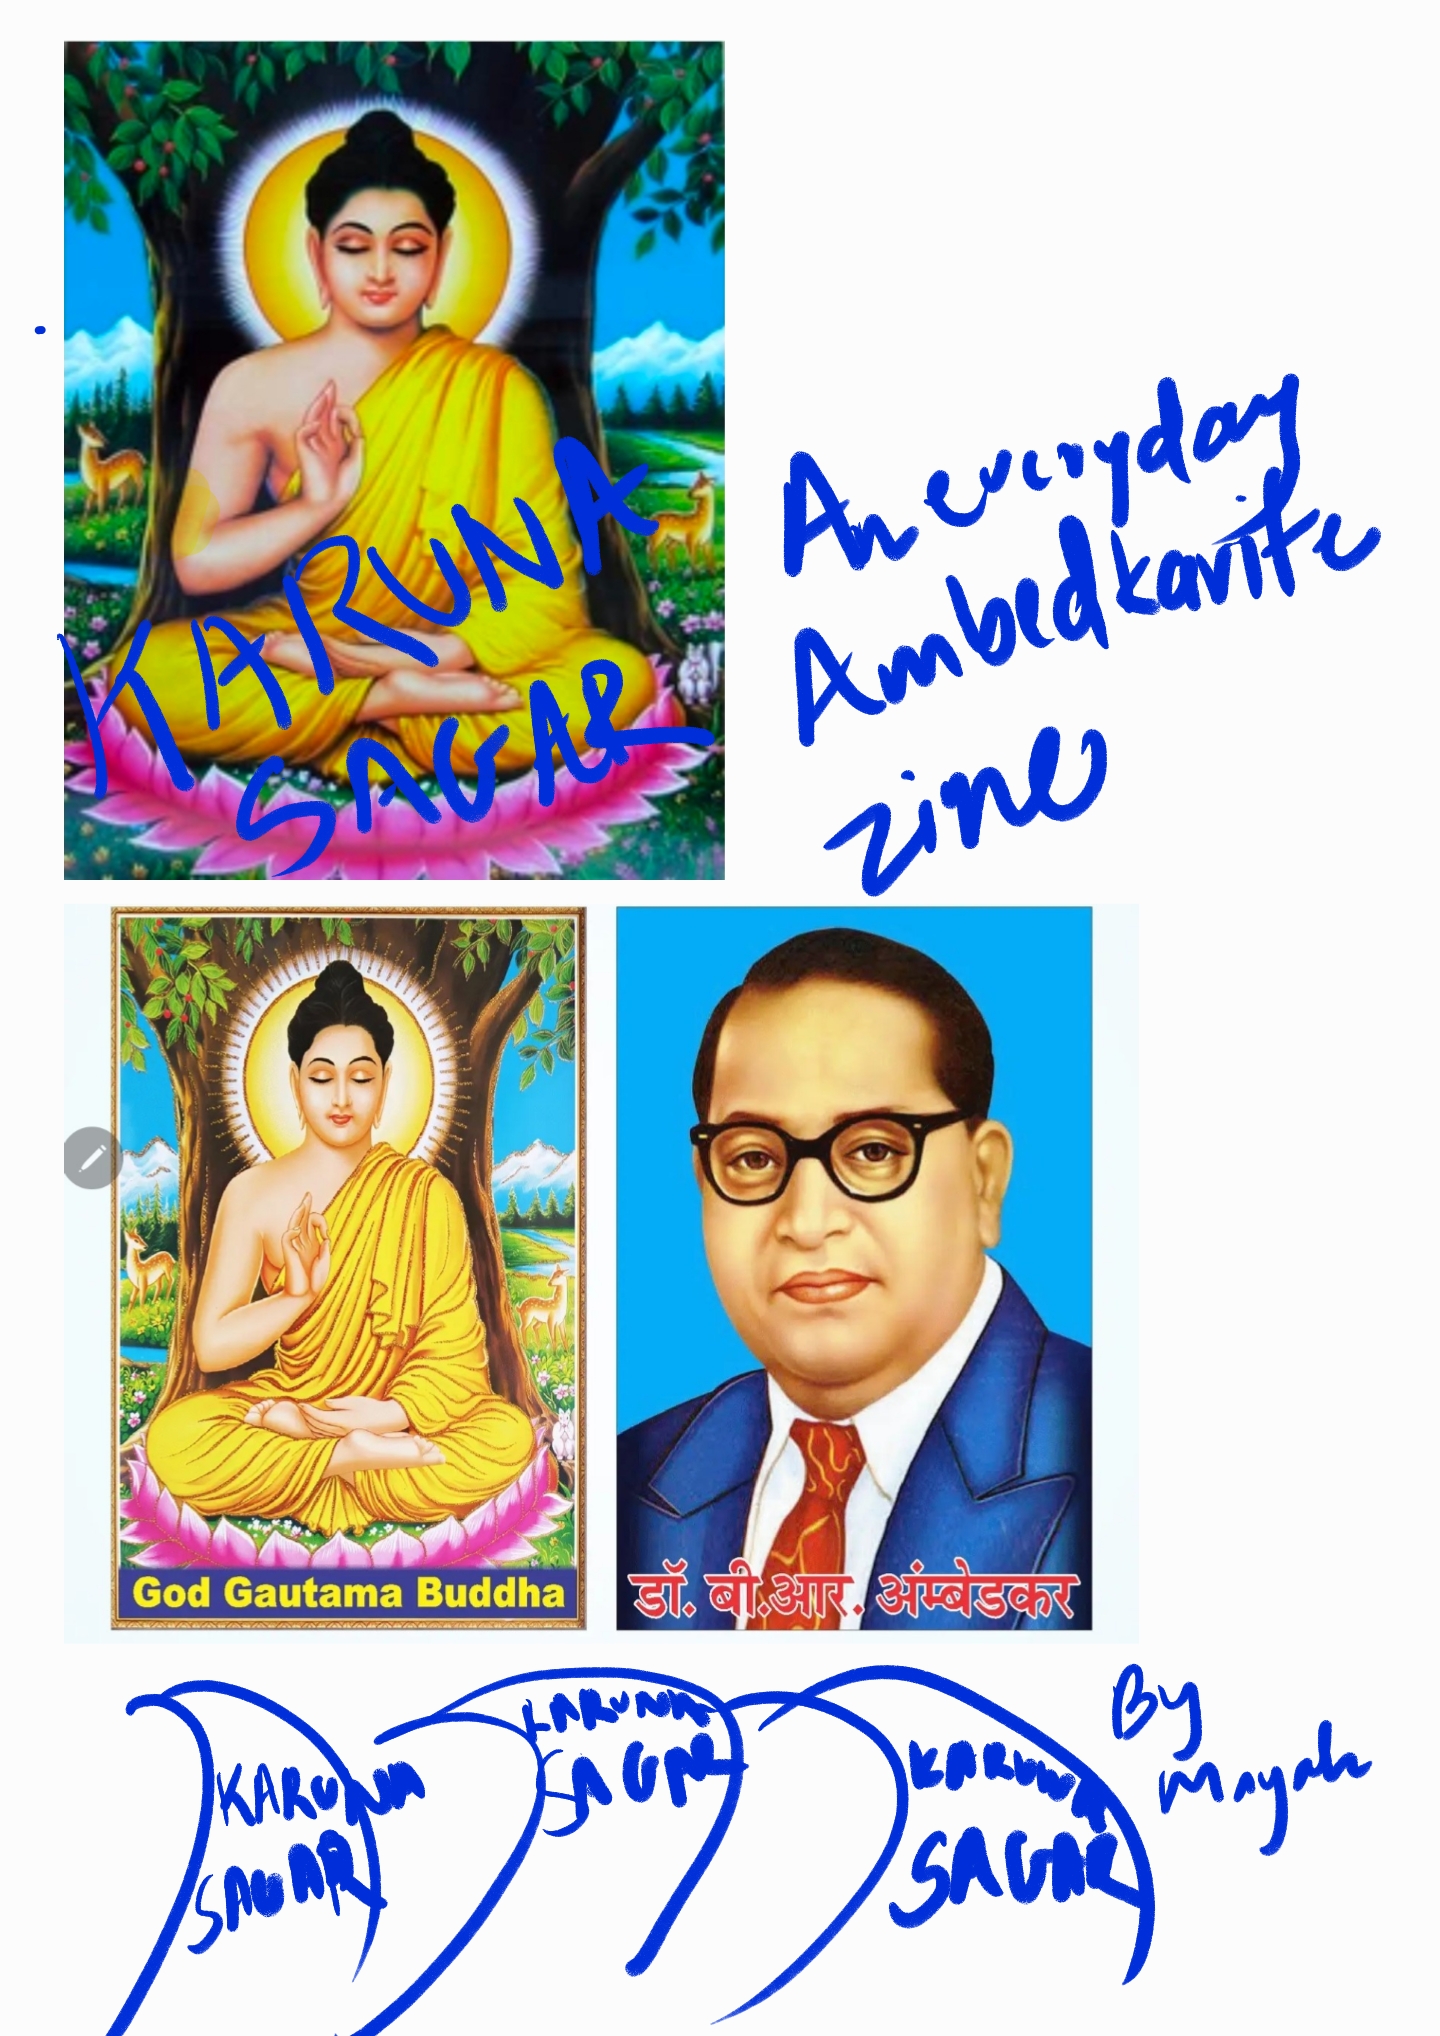 KARUNA
SAGAR
An everyday
Ambedkarite
zine
God Gautama Buddha
डॉ. बी.आर. अंम्बेडकर
KARUNA
SAGAR
KARUNA
SAGAR
KARUNA
SAGAR
By
Mayah